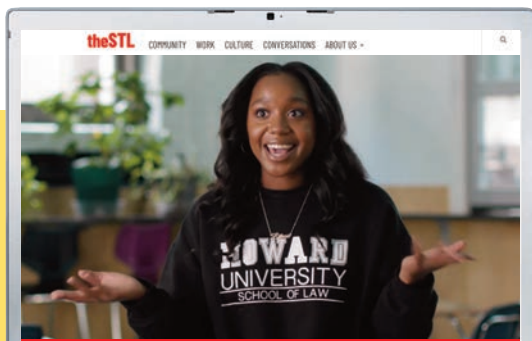 theSTL COMMUNITY WORK CULTURE CONVERSATIONS ABOUT US
HOWARD
UNIVERSITY
SCHOOL OF LAW